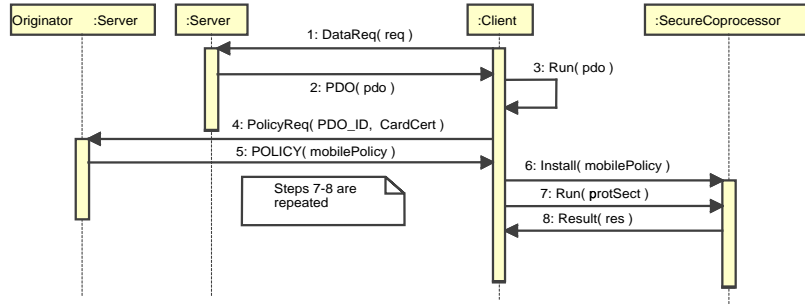 Originator :Server
:Server
:Client
:SecureCoprocessor
1: DataReq( req )
2: PDO( pdo )
3: Run( pdo )
4: PolicyReq( PDO_ID, CardCert )
5: POLICY( mobilePolicy )
6: Install( mobilePolicy )
Steps 7-8 are
repeated
7: Run( protSect )
8: Result( res )